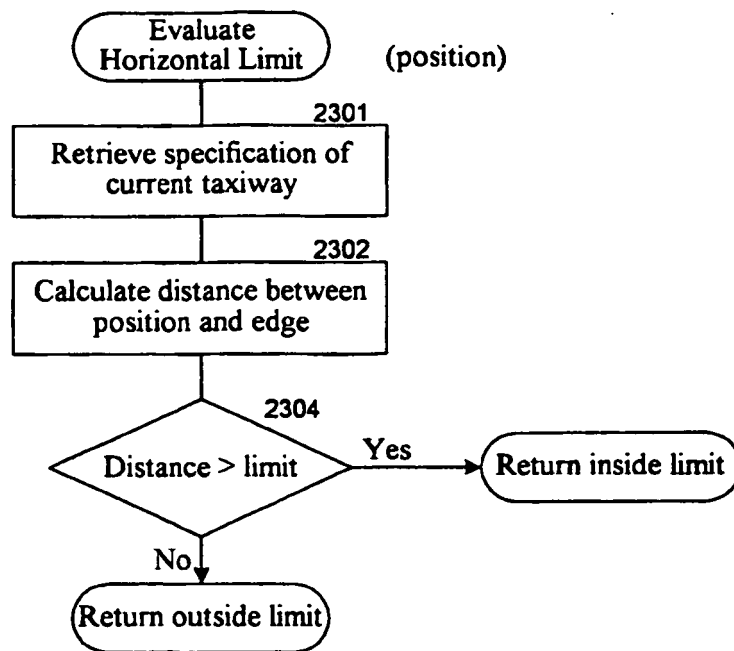 Evaluate
Horizontal Limit
(position)
2301
Retrieve specification of
current taxiway
2302
Calculate distance between
position and edge
2304
Distance > limit
Yes
Return inside limit
No
Return outside limit